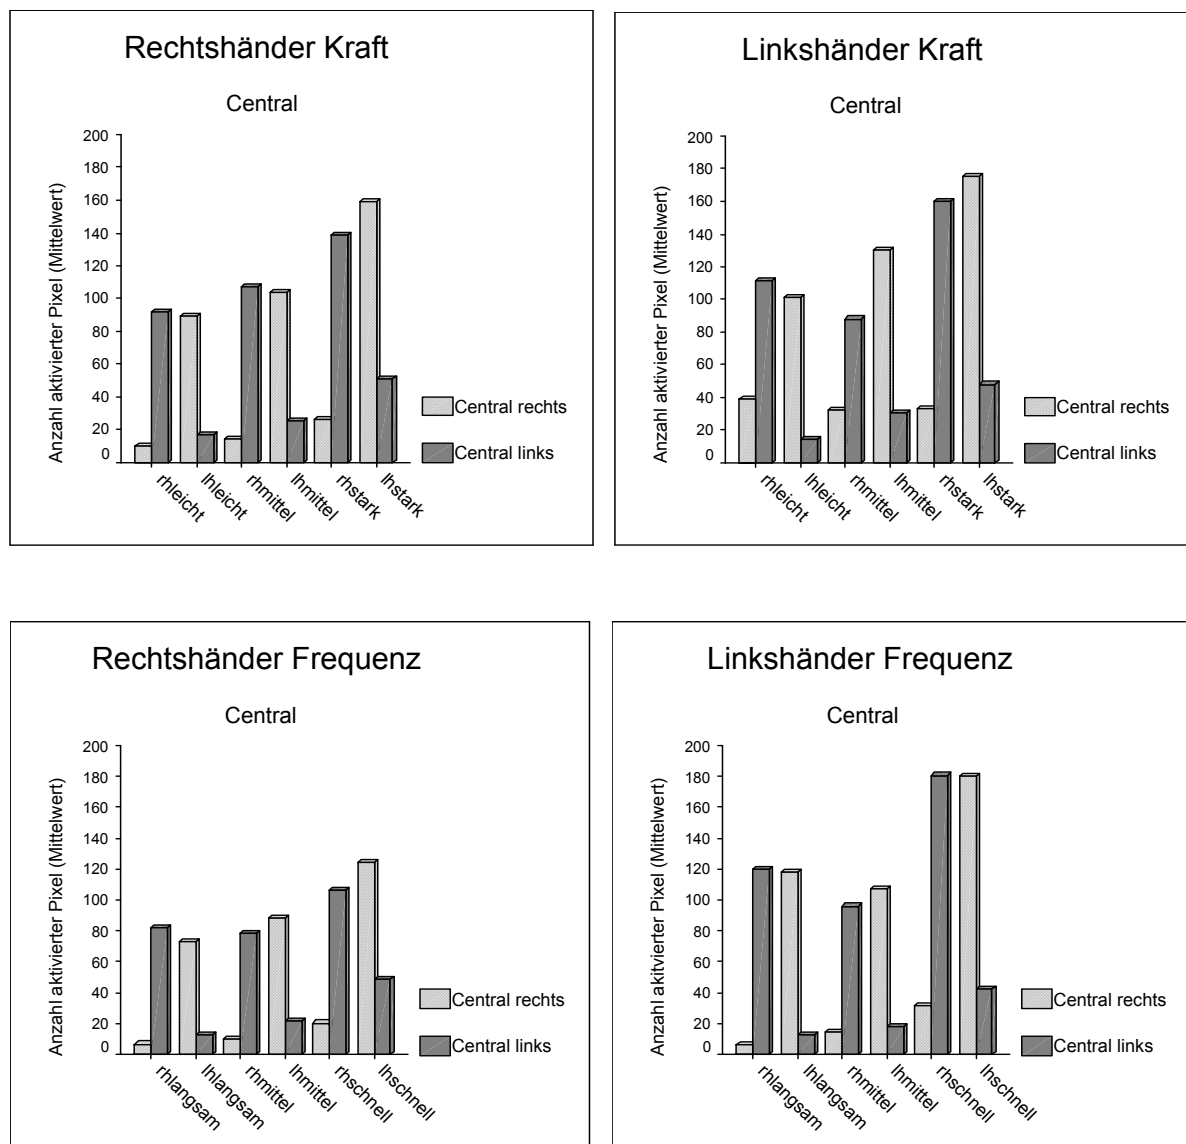 Rechtshänder Kraft
Central
Anzahl aktivierter Pixel (Mittelwert)
200
180
160
140
120
100
80
60
40
20
0
rhleicht
lhleicht
rhmittel
lhmittel
rhstark
lhstark
Central rechts
Central links
Linkshänder Kraft
Central
Anzahl aktivierter Pixel (Mittelwert)
200
180
160
140
120
100
80
60
40
20
0
rhleicht
lhleicht
rhmittel
lhmittel
rhstark
lhstark
Central rechts
Central links
Rechtshänder Frequenz
Central
Anzahl aktivierter Pixel (Mittelwert)
200
180
160
140
120
100
80
60
40
20
0
rhlangsam
lhlangsam
rhmittel
lhmittel
rhschnell
lhschnell
Central rechts
Central links
Linkshänder Frequenz
Central
Anzahl akitvierter Pixel (Mittelwert)
200
180
160
140
120
100
80
60
40
20
0
rhlangsam
lhlangsam
rhmittel
lhmittel
rhschnell
lhschnell
Central rechts
Central links